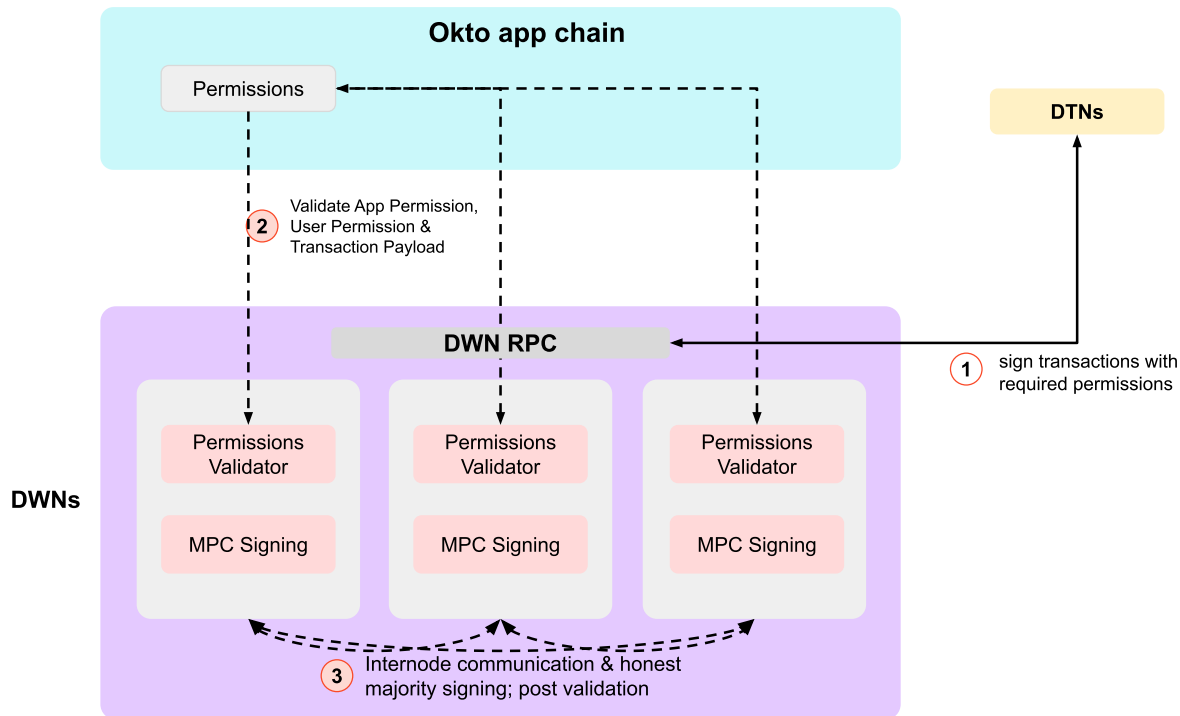 Okto app chain
Permissions
DTNs
2
Validate App Permission,
User Permission &
Transaction Payload
DWN RPC
1
sign transactions with
required permissions
Permissions
Validator
Permissions
Validator
Permissions
Validator
DWNs
MPC Signing
MPC Signing
MPC Signing
3
Internode communication & honest
majority signing; post validation